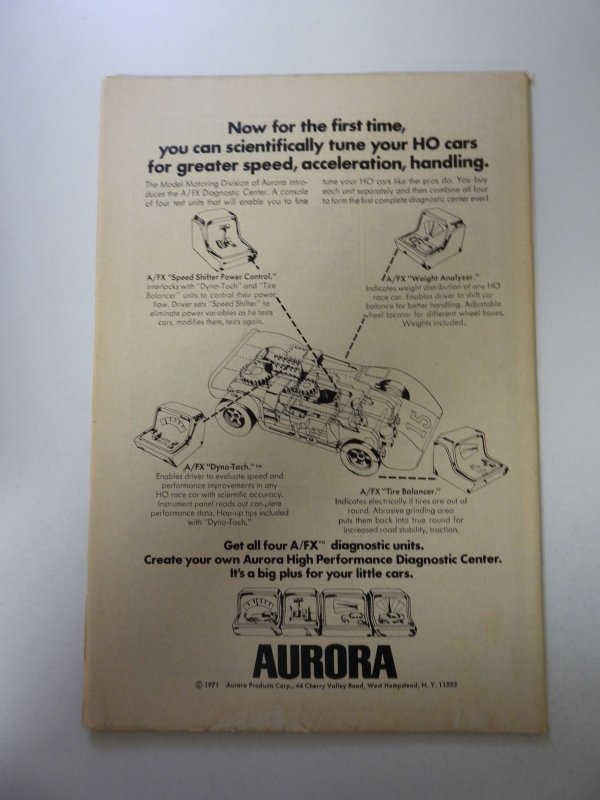 Now for the first time,
you can scientifically tune your HO cars
for greater speed, acceleration, handling.
The Model Motoring Division of Aurora intro-
duces the A/FX Diagnostic Center. A console
of four test units that will enable you to fine
tune your HO cars like the pros do. You buy
each unit separately and then combine all four
to form the first complete diagnostic center ever!
A/FX "Speed Shifter Power Control."
Interlocks with "Dyno-Tach" and "Tire
Balancer" units to control their power
flow. Driver sets "Speed Shifter" to
eliminate power variables as he tests
cars, modifies them, tests again.
A/FX "Weight Analyzer."
Indicates weight distribution of any HO
race car. Enables driver to shift car
balance for better handling. Adjustable
wheel locator for different wheel bases.
Weights included.
15
A/FX "Dyno-Tach."™
Enables driver to evaluate speed and
performance improvements in any
HO race car with scientific accuracy.
Instrument panel reads out complete
performance data. Hop-up tips included
with "Dyno-Tach."
A/FX "Tire Balancer."
Indicates electrically if tires are out of
round. Abrasive grinding area
puts them back into true round for
increased road stability, traction.
Get all four A/FX™ diagnostic units.
Create your own Aurora High Performance Diagnostic Center.
It's a big plus for your little cars.
AURORA
© 1971 Aurora Products Corp., 44 Cherry Valley Road, West Hempstead, N. Y. 11552